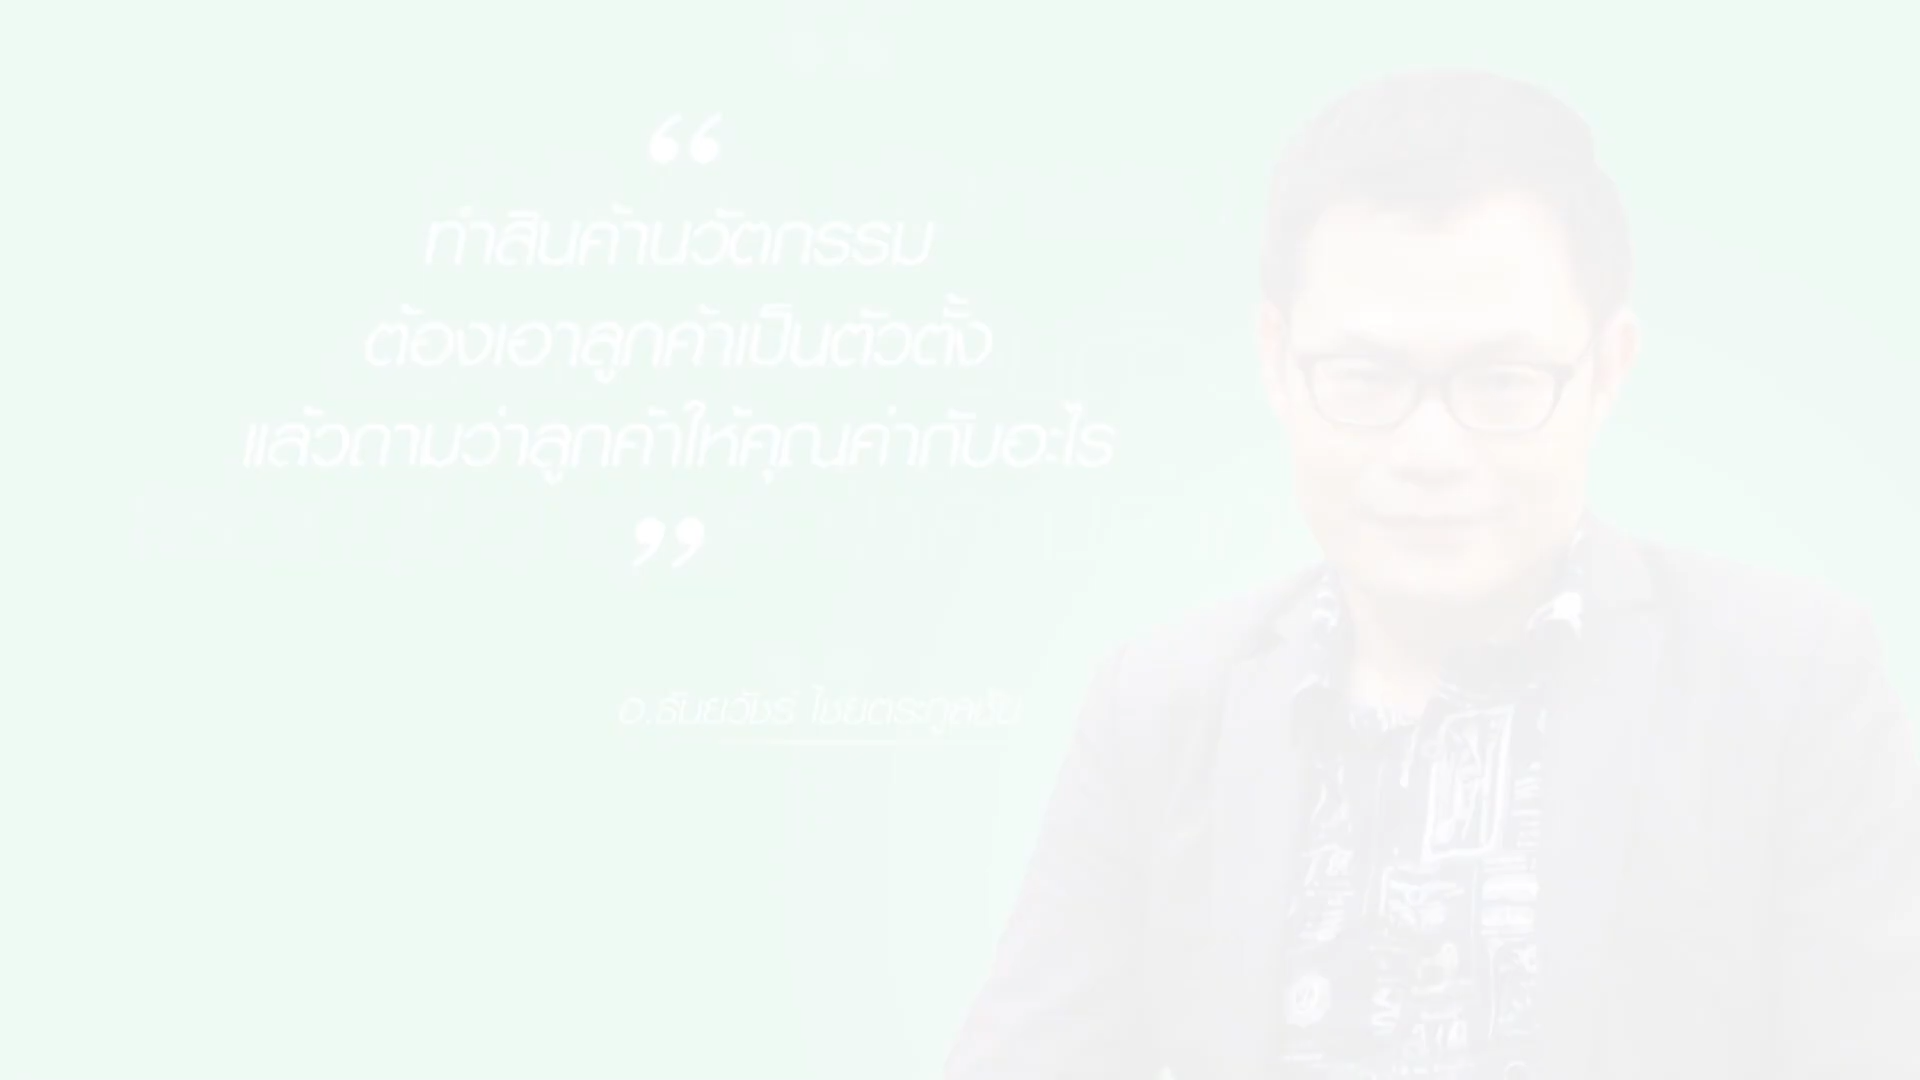 “
ทำสินค้านวัตกรรม
ต้องเอาลูกค้าเป็นตัวตั้ง
แล้วถามว่าลูกค้าให้คุณค่ากับอะไร
”
อ.ธันยวัชร์ ไชยตระกูลชัย